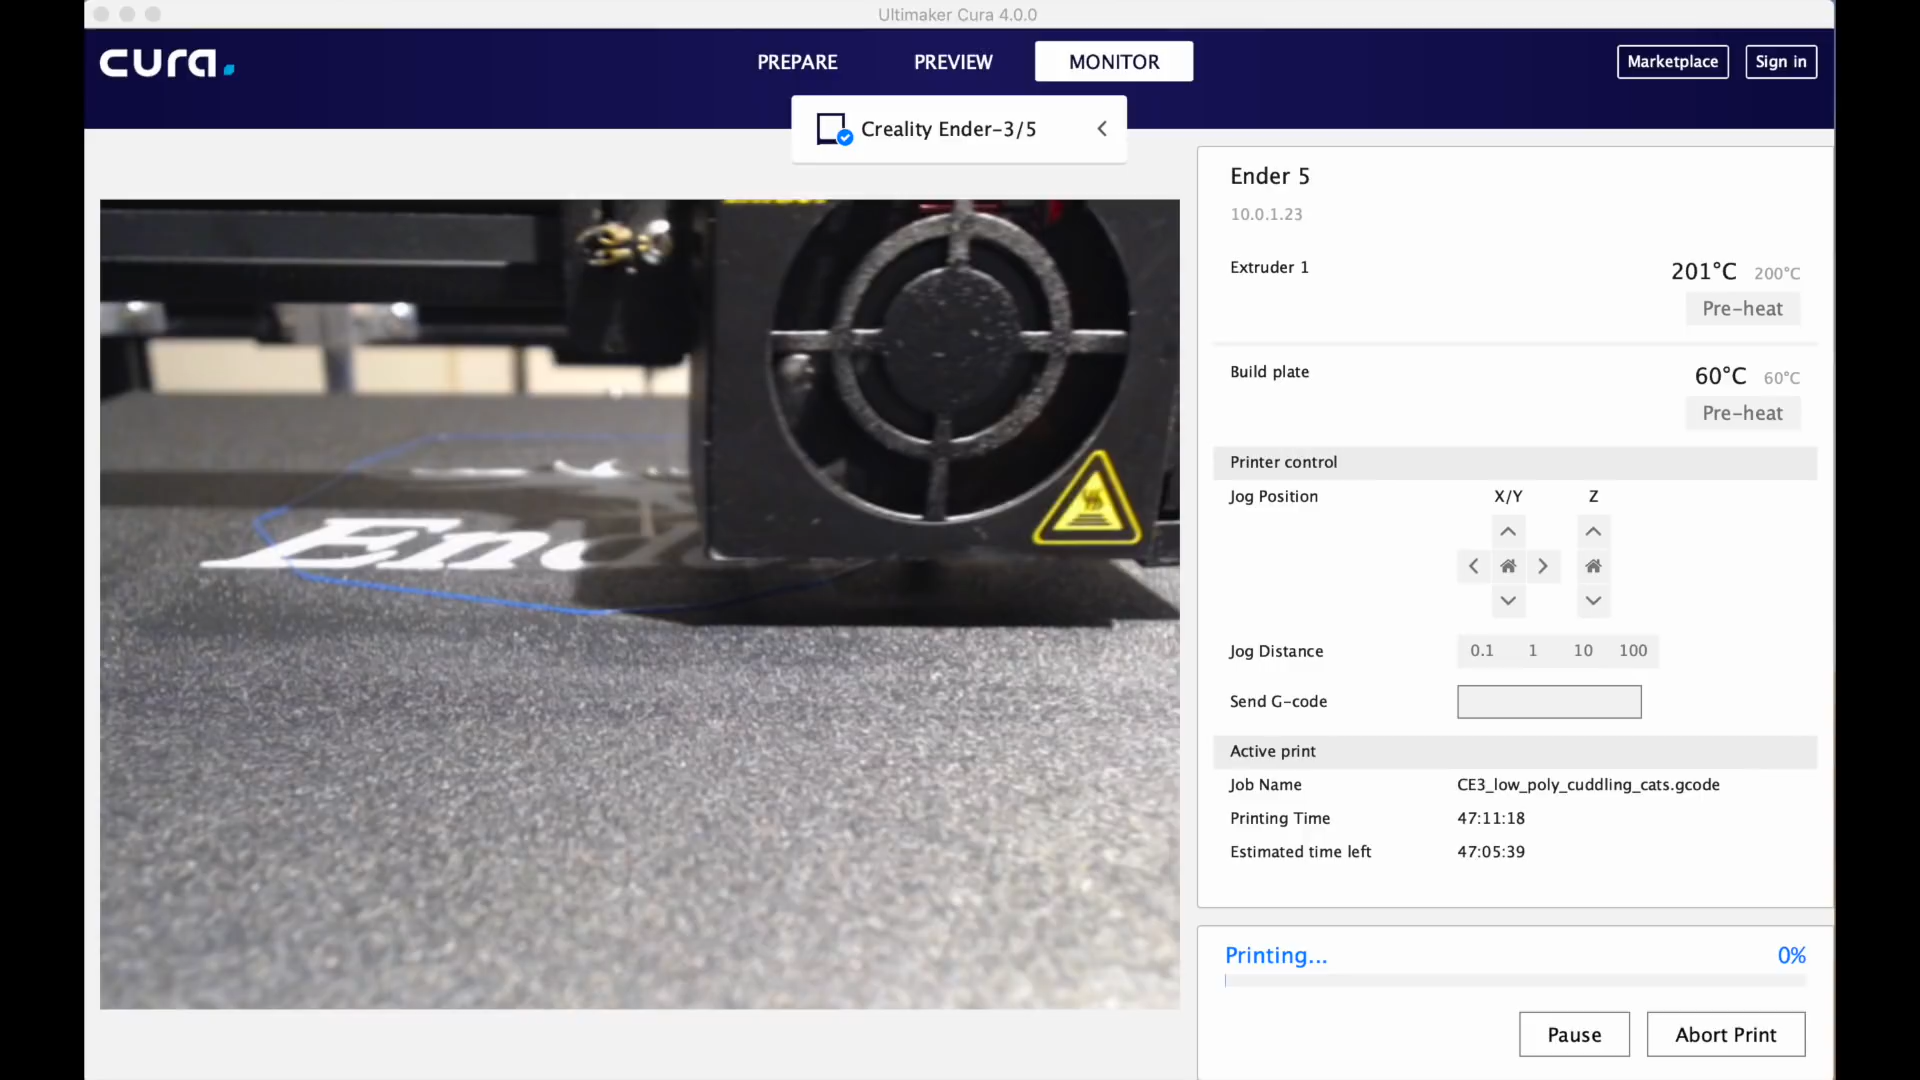 Ultimaker Cura 4.0.0
cura.
PREPARE
PREVIEW
MONITOR
Marketplace
Sign in
Creality Ender-3/5
Ender 5
10.0.1.23
Extruder 1
201°C 200°C
Pre-heat
Build plate
60°C 60°C
Pre-heat
Printer control
Jog Position
X/Y
Z
Jog Distance
0.1 1 10 100
Send G-code
Active print
Job Name
CE3_low_poly_cuddling_cats.gcode
Printing Time
47:11:18
Estimated time left
47:05:39
Printing...
0%
Pause
Abort Print